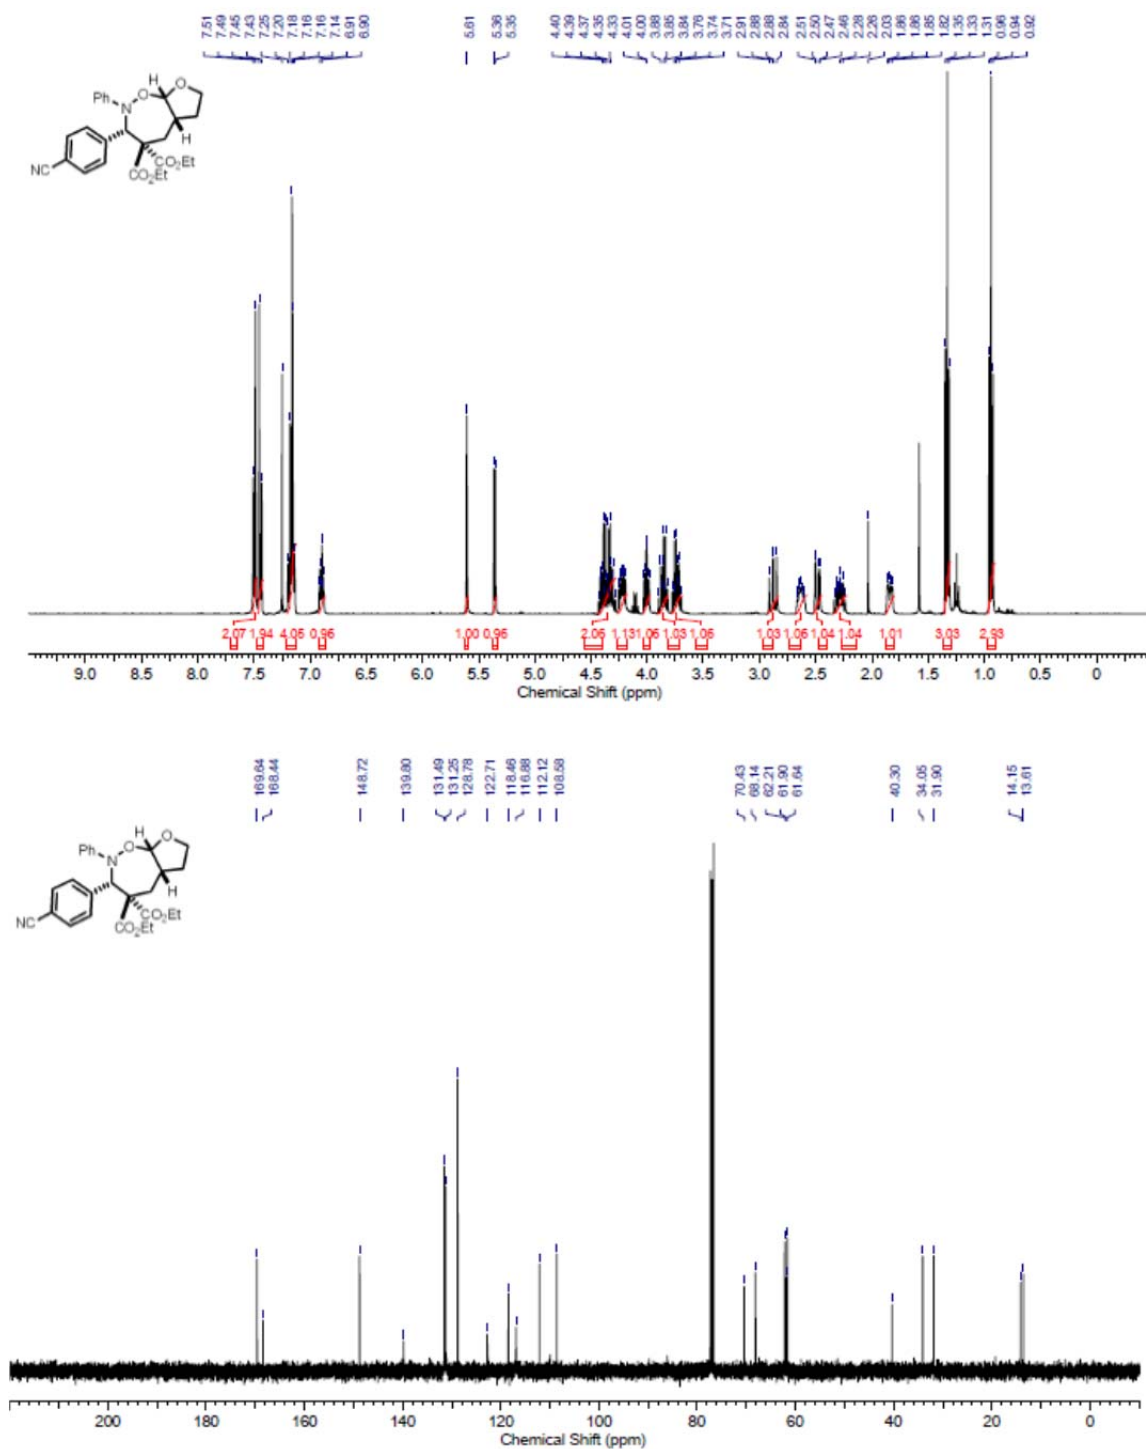 7.51 7.49 7.45 7.43 7.25 7.20 7.18 7.16 7.16 7.14 6.91 6.90 5.61 5.36 5.35 4.40 4.39 4.37 4.35 4.33 4.01 4.00 3.88 3.85 3.84 3.76 3.74 3.71 2.91 2.88 2.88 2.84 2.51 2.50 2.47 2.46 2.28 2.26 2.03 1.86 1.86 1.85 1.82 1.35 1.33 1.31 0.96 0.94 0.92
H
O
Ph
O
N
H
CO2Et
CO2Et
NC
2.07 1.94 4.05 0.96 1.00 0.96 2.06 1.13 1.06 1.03 1.06 1.03 1.06 1.04 1.04 1.01 3.03 2.93
9.0 8.5 8.0 7.5 7.0 6.5 6.0 5.5 5.0 4.5 4.0 3.5 3.0 2.5 2.0 1.5 1.0 0.5 0
Chemical Shift (ppm)
169.64 168.44 148.72 139.80 131.49 131.25 128.78 122.71 118.46 116.88 112.12 108.58 70.43 68.14 62.21 61.90 61.64 40.30 34.05 31.90 14.15 13.61
H
O
Ph
O
N
H
CO2Et
CO2Et
NC
200 180 160 140 120 100 80 60 40 20 0
Chemical Shift (ppm)